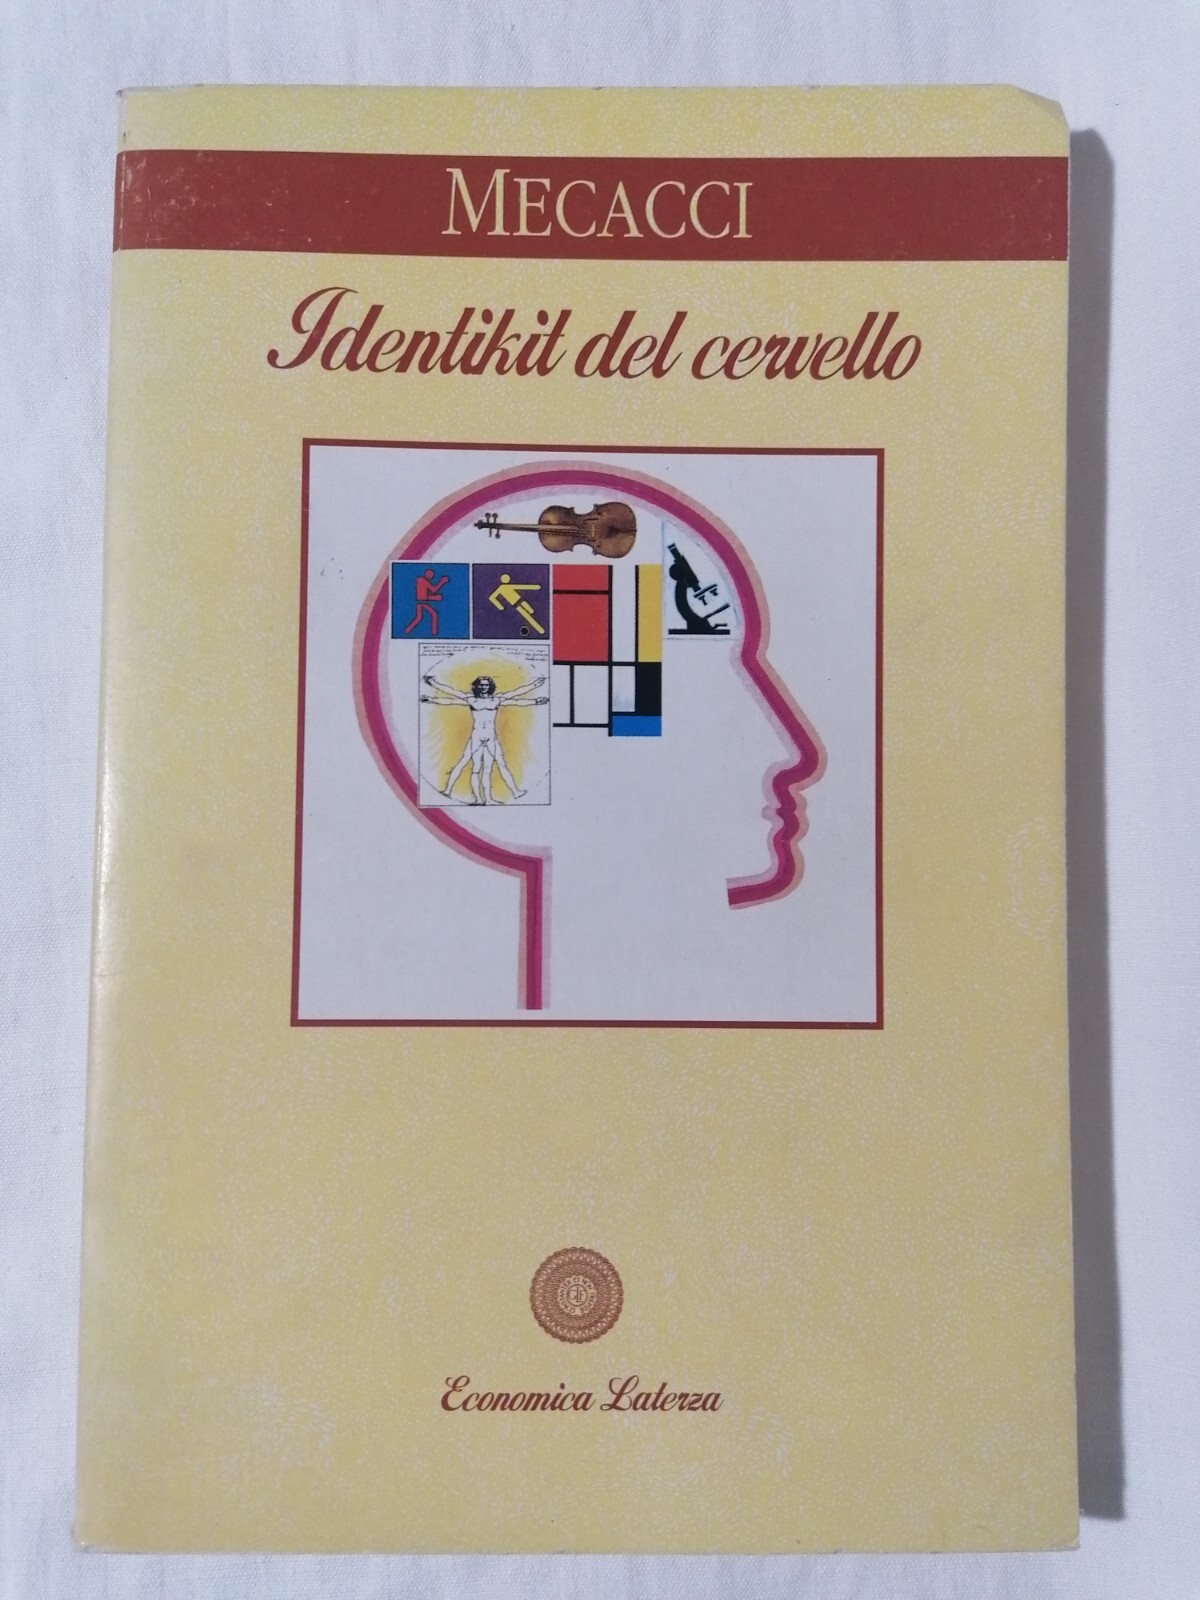 MECACCI
Identikit del cervello
Economica Laterza